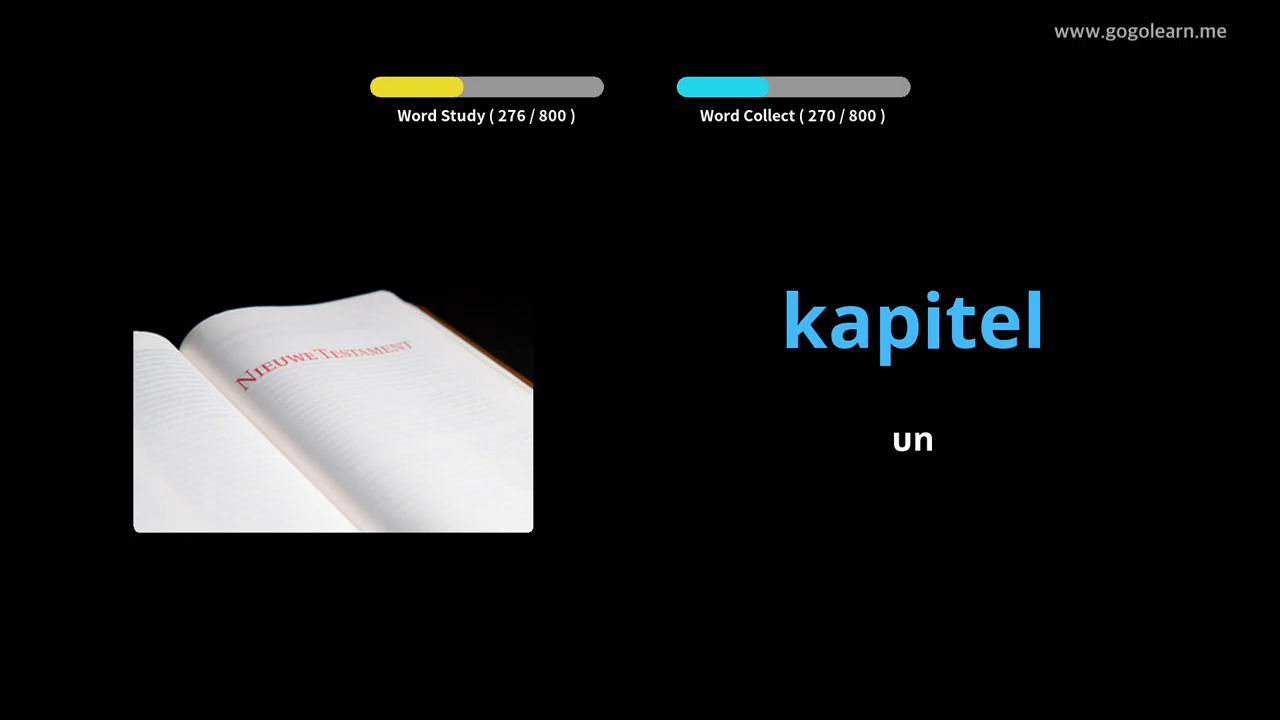 www.gogolearn.me
Word Study ( 276 / 800 )
Word Collect ( 270 / 800 )
NIEUWE TESTAMENT
kapitel
un